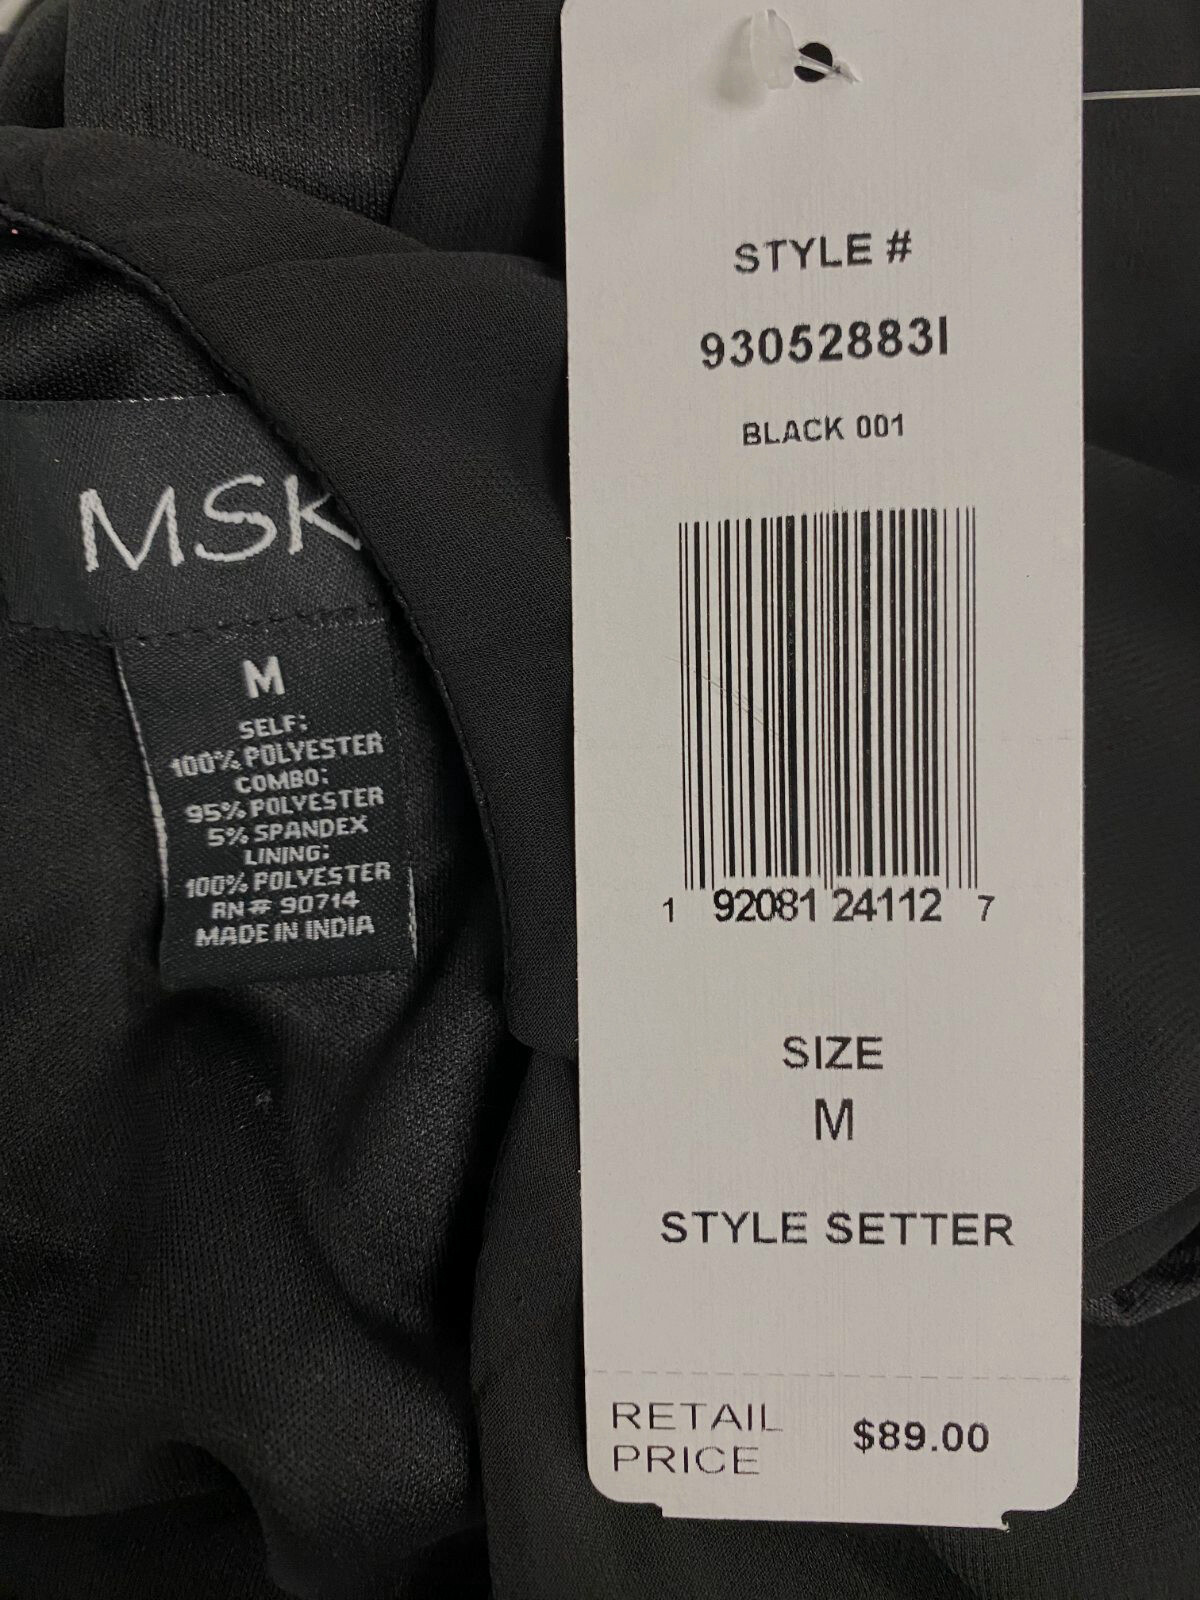 MSK
M
SELF:
100% POLYESTER
COMBO:
95% POLYESTER
5% SPANDEX
LINING:
100% POLYESTER
RN# 90714
MADE IN INDIA
STYLE #
93052883I
BLACK 001
1 92081 24112 7
SIZE
M
STYLE SETTER
RETAIL
PRICE $89.00